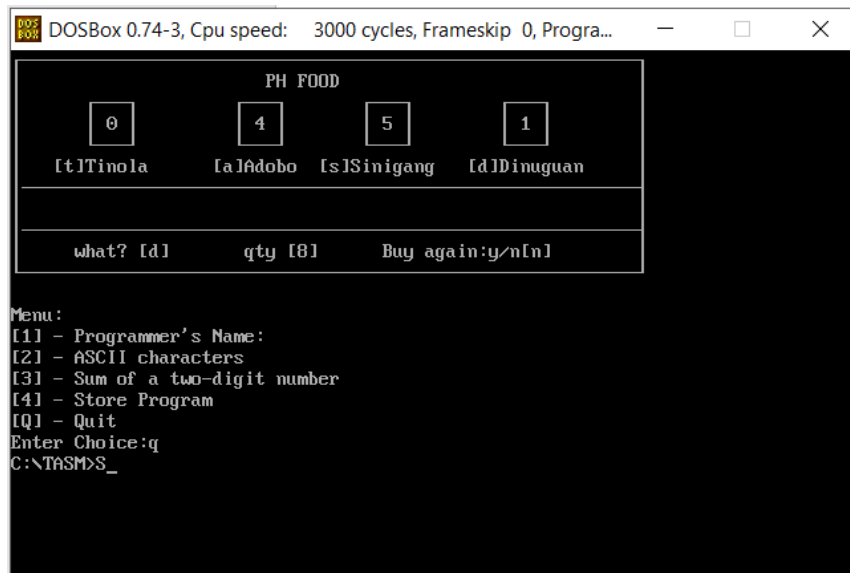 DOS BOX DOSBox 0.74-3, Cpu speed: 3000 cycles, Frameskip 0, Progra...
PH FOOD
0 4 5 1
[t]Tinola [a]Adobo [s]Sinigang [d]Dinuguan
what? [d] qty [8] Buy again:y/n[n]
Menu:
[1] - Programmer's Name:
[2] - ASCII characters
[3] - Sum of a two-digit number
[4] - Store Program
[Q] - Quit
Enter Choice:q
C:\TASM>S_